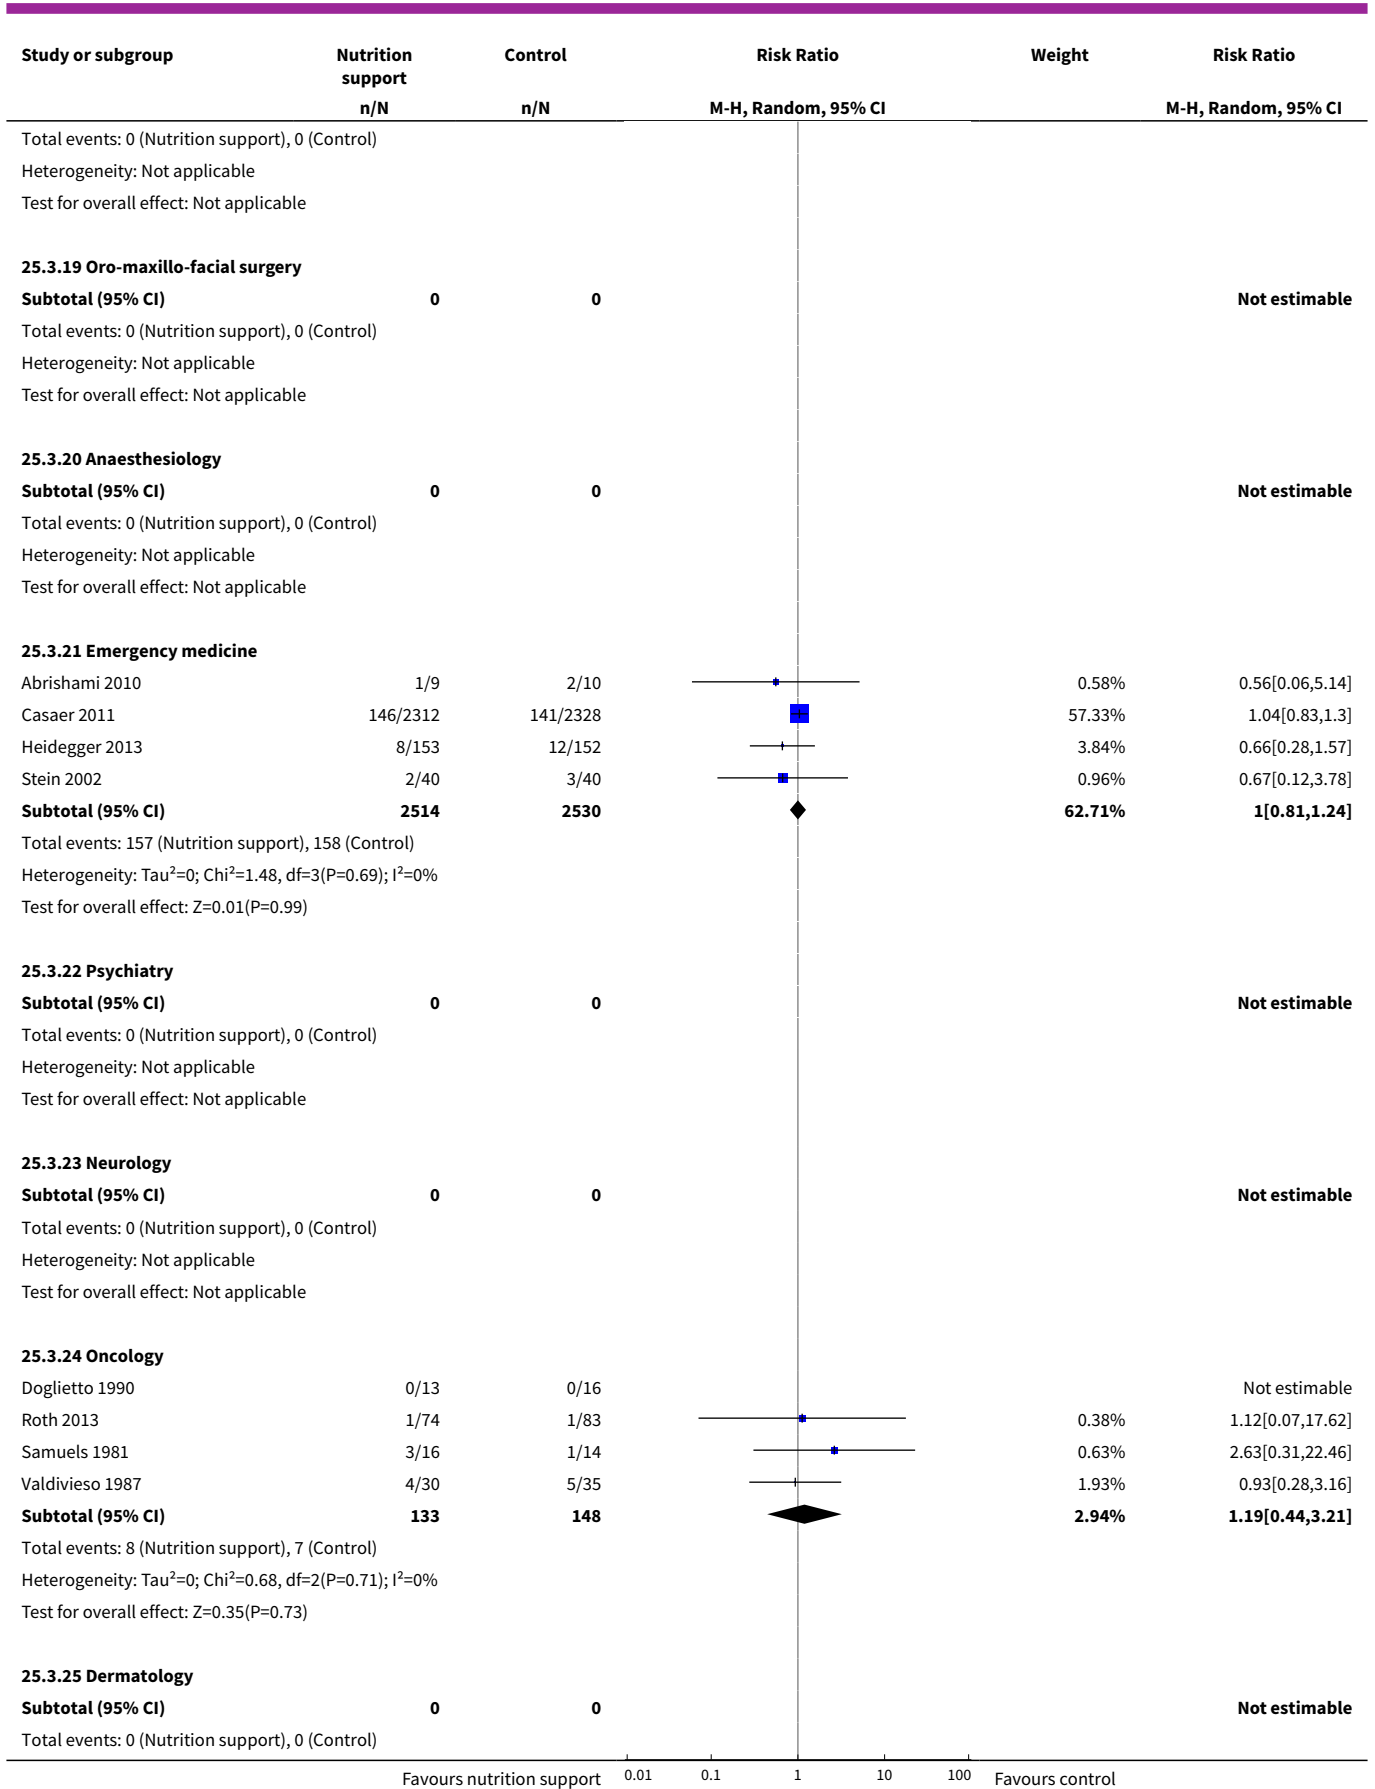 Study or subgroup Nutrition support Control Risk Ratio Weight Risk Ratio
n/N n/N M-H, Random, 95% CI M-H, Random, 95% CI
Total events: 0 (Nutrition support), 0 (Control)
Heterogeneity: Not applicable
Test for overall effect: Not applicable
25.3.19 Oro-maxillo-facial surgery
Subtotal (95% CI) 0 0 Not estimable
Total events: 0 (Nutrition support), 0 (Control)
Heterogeneity: Not applicable
Test for overall effect: Not applicable
25.3.20 Anaesthesiology
Subtotal (95% CI) 0 0 Not estimable
Total events: 0 (Nutrition support), 0 (Control)
Heterogeneity: Not applicable
Test for overall effect: Not applicable
25.3.21 Emergency medicine
Abrishami 2010 1/9 2/10 0.58% 0.56[0.06,5.14]
Casaer 2011 146/2312 141/2328 57.33% 1.04[0.83,1.3]
Heidegger 2013 8/153 12/152 3.84% 0.66[0.28,1.57]
Stein 2002 2/40 3/40 0.96% 0.67[0.12,3.78]
Subtotal (95% CI) 2514 2530 62.71% 1[0.81,1.24]
Total events: 157 (Nutrition support), 158 (Control)
Heterogeneity: Tau²=0; Chi²=1.48, df=3(P=0.69); I²=0%
Test for overall effect: Z=0.01(P=0.99)
25.3.22 Psychiatry
Subtotal (95% CI) 0 0 Not estimable
Total events: 0 (Nutrition support), 0 (Control)
Heterogeneity: Not applicable
Test for overall effect: Not applicable
25.3.23 Neurology
Subtotal (95% CI) 0 0 Not estimable
Total events: 0 (Nutrition support), 0 (Control)
Heterogeneity: Not applicable
Test for overall effect: Not applicable
25.3.24 Oncology
Doglietto 1990 0/13 0/16 Not estimable
Roth 2013 1/74 1/83 0.38% 1.12[0.07,17.62]
Samuels 1981 3/16 1/14 0.63% 2.63[0.31,22.46]
Valdivieso 1987 4/30 5/35 1.93% 0.93[0.28,3.16]
Subtotal (95% CI) 133 148 2.94% 1.19[0.44,3.21]
Total events: 8 (Nutrition support), 7 (Control)
Heterogeneity: Tau²=0; Chi²=0.68, df=2(P=0.71); I²=0%
Test for overall effect: Z=0.35(P=0.73)
25.3.25 Dermatology
Subtotal (95% CI) 0 0 Not estimable
Total events: 0 (Nutrition support), 0 (Control)
Favours nutrition support 0.01 0.1 1 10 100 Favours control